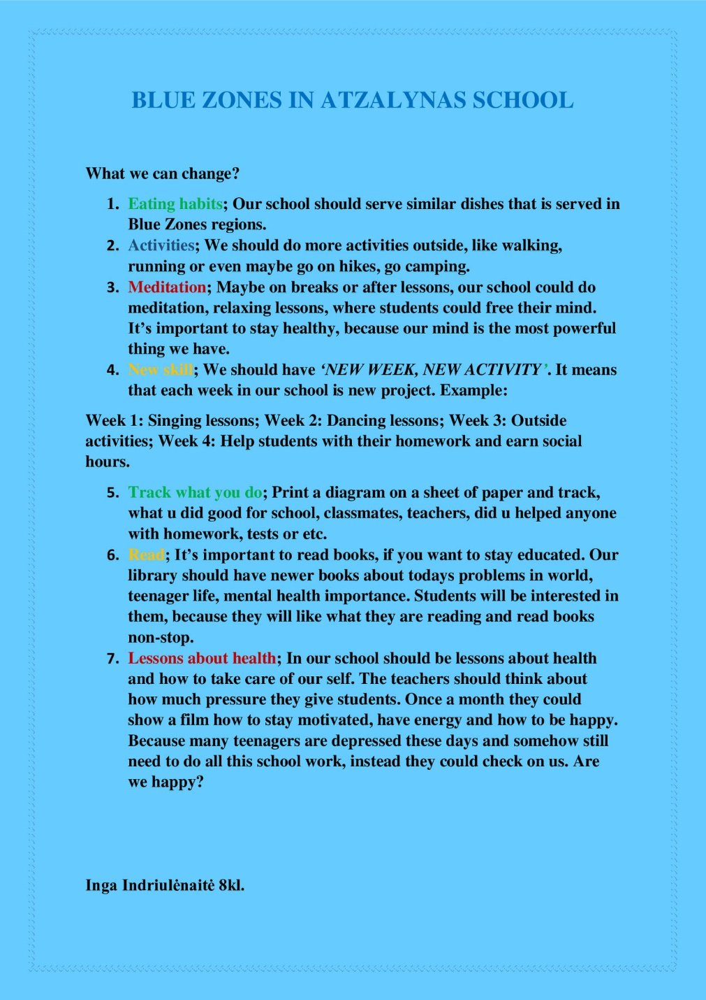 BLUE ZONES IN ATZALYNAS SCHOOL
What we can change?
1. Eating habits; Our school should serve similar dishes that is served in
Blue Zones regions.
2. Activities; We should do more activities outside, like walking,
running or even maybe go on hikes, go camping.
3. Meditation; Maybe on breaks or after lessons, our school could do
meditation, relaxing lessons, where students could free their mind.
It’s important to stay healthy, because our mind is the most powerful
thing we have.
4. New skill; We should have ‘NEW WEEK, NEW ACTIVITY’. It means
that each week in our school is new project. Example:
Week 1: Singing lessons; Week 2: Dancing lessons; Week 3: Outside
activities; Week 4: Help students with their homework and earn social
hours.
5. Track what you do; Print a diagram on a sheet of paper and track,
what u did good for school, classmates, teachers, did u helped anyone
with homework, tests or etc.
6. Read; It’s important to read books, if you want to stay educated. Our
library should have newer books about todays problems in world,
teenager life, mental health importance. Students will be interested in
them, because they will like what they are reading and read books
non-stop.
7. Lessons about health; In our school should be lessons about health
and how to take care of our self. The teachers should think about
how much pressure they give students. Once a month they could
show a film how to stay motivated, have energy and how to be happy.
Because many teenagers are depressed these days and somehow still
need to do all this school work, instead they could check on us. Are
we happy?
Inga Indriulėnaitė 8kl.